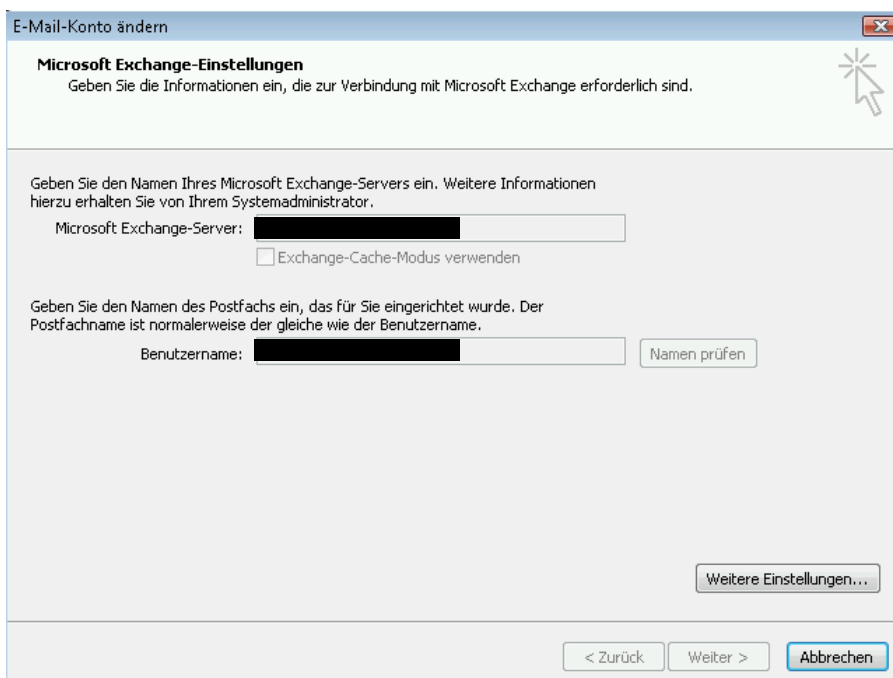 E-Mail-Konto ändern
Microsoft Exchange-Einstellungen
Geben Sie die Informationen ein, die zur Verbindung mit Microsoft Exchange erforderlich sind.
Geben Sie den Namen Ihres Microsoft Exchange-Servers ein. Weitere Informationen
hierzu erhalten Sie von Ihrem Systemadministrator.
Microsoft Exchange-Server:
Exchange-Cache-Modus verwenden
Geben Sie den Namen des Postfachs ein, das für Sie eingerichtet wurde. Der
Postfachname ist normalerweise der gleiche wie der Benutzername.
Benutzername:
Namen prüfen
Weitere Einstellungen...
< Zurück
Weiter >
Abbrechen